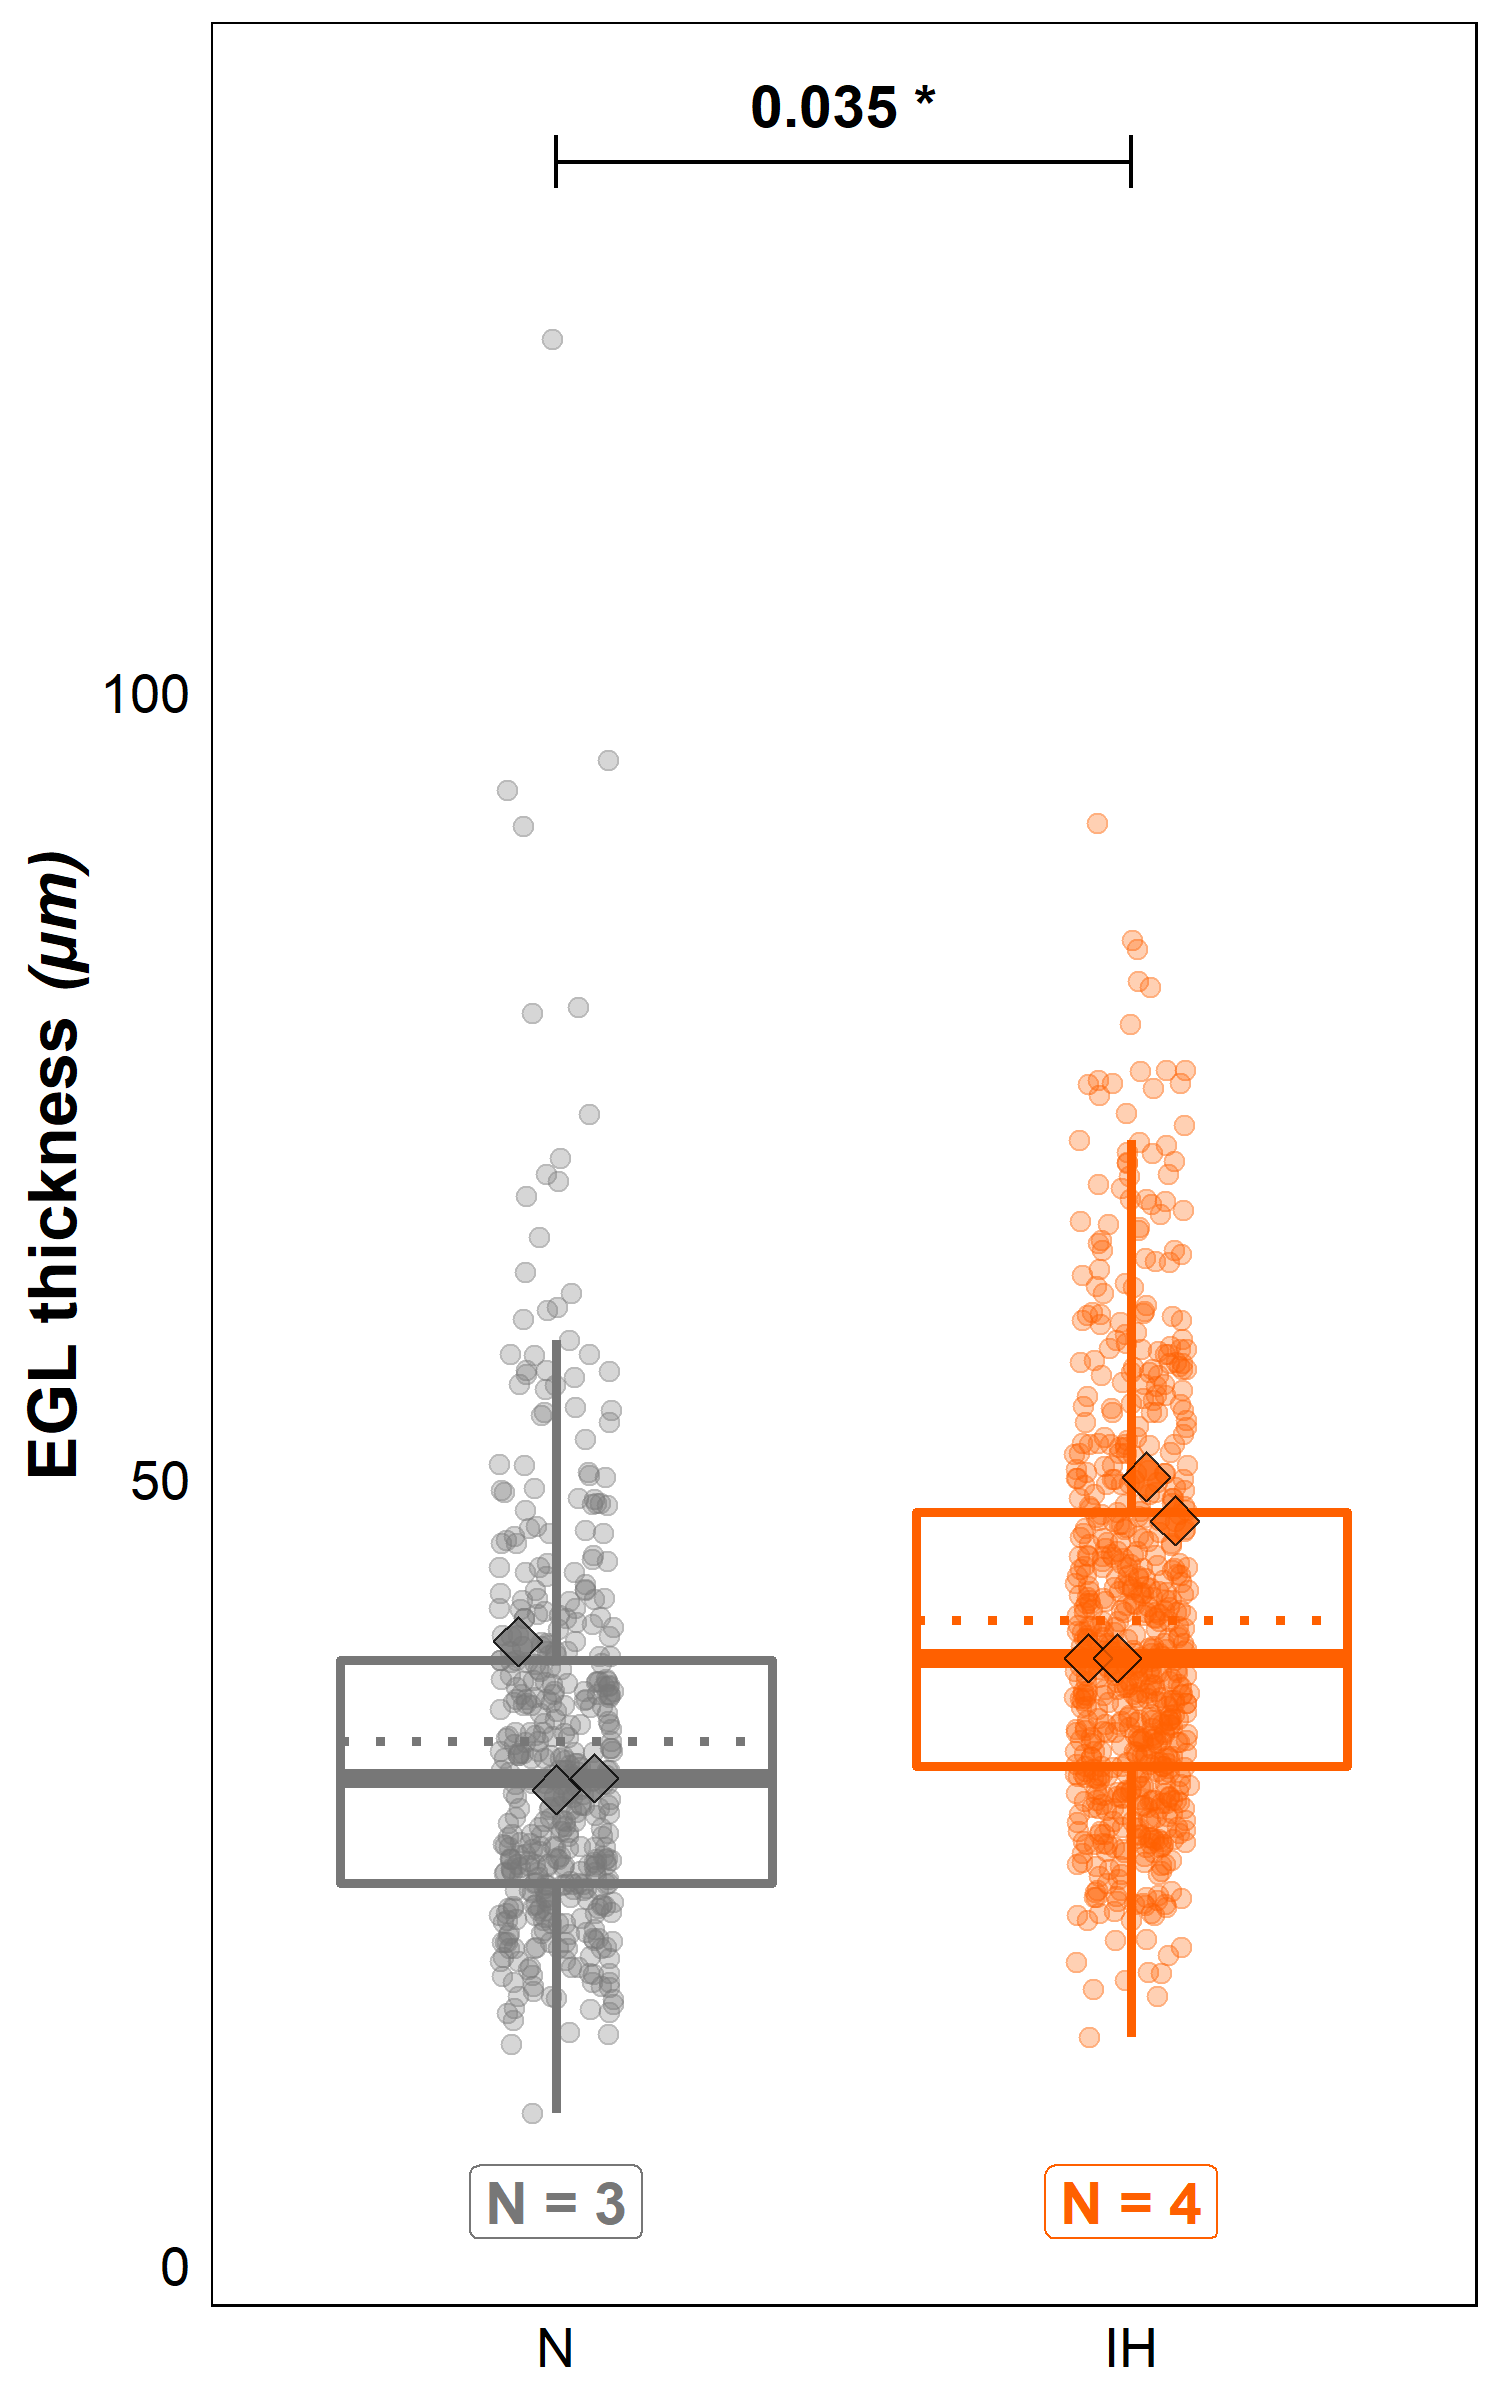 0.035 *
100
50
0
EGL thickness (μm)
N = 3
N = 4
N
IH